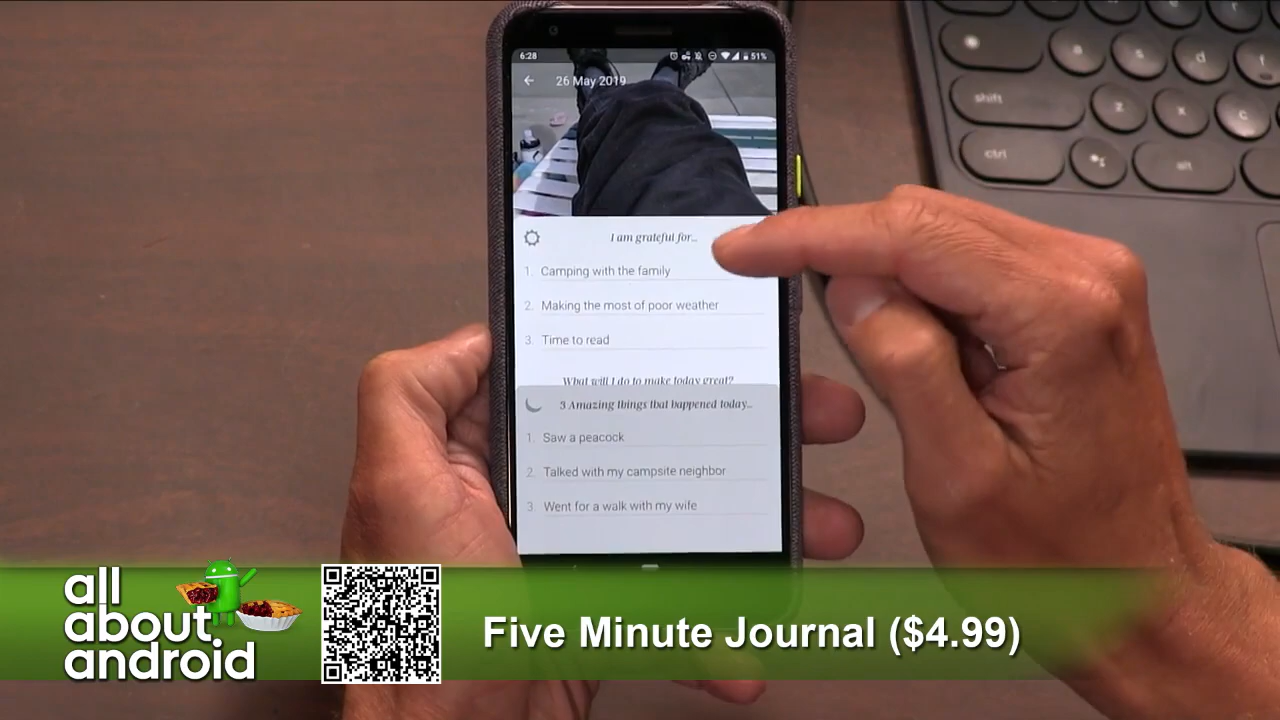 6:28
51%
26 May 2019
I am grateful for...
1. Camping with the family
2. Making the most of poor weather
3. Time to read
What will I do to make today great?
3 Amazing things that happened today...
1. Saw a peacock
2. Talked with my campsite neighbor
3. Went for a walk with my wife
a
s
d
f
shift
z
x
c
ctrl
alt
all
about
android
Five Minute Journal ($4.99)